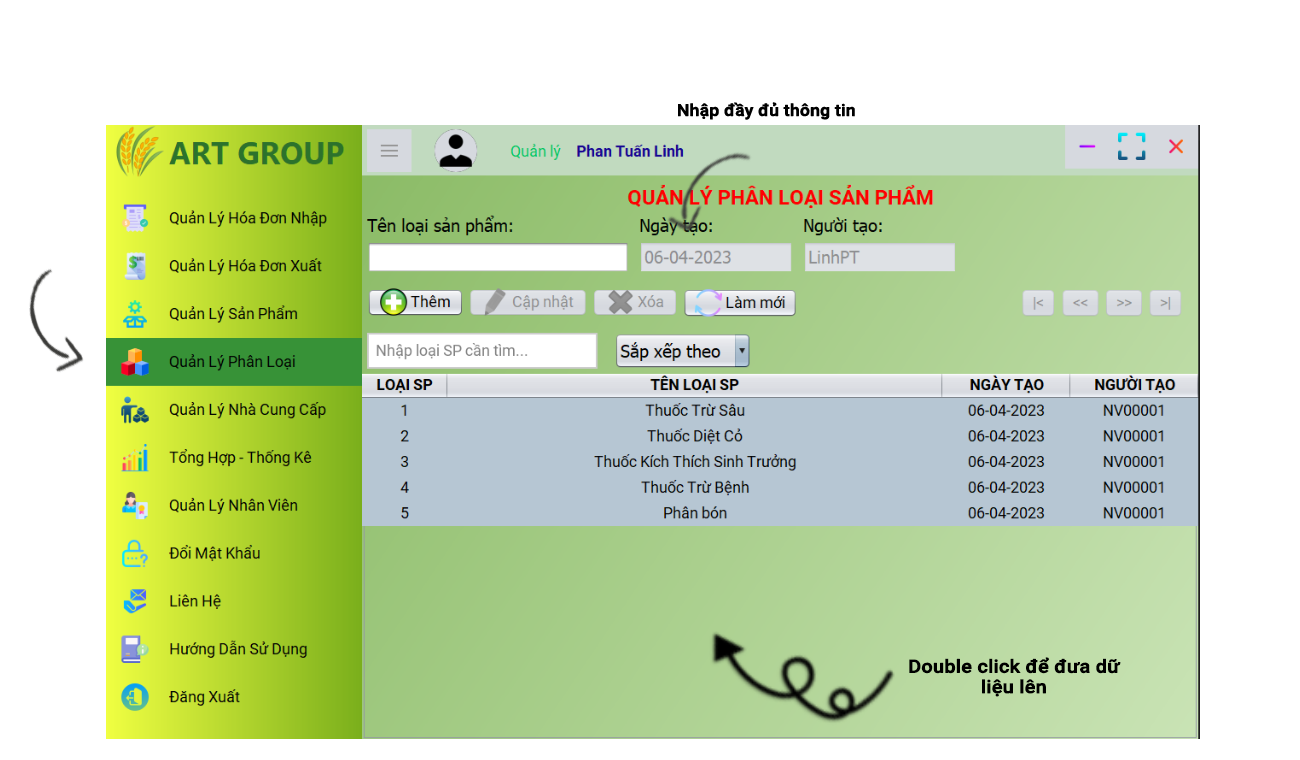 Nhập đầy đủ thông tin
ART GROUP
Quản lý Phan Tuấn Linh
QUẢN LÝ PHÂN LOẠI SẢN PHẨM
Quản Lý Hóa Đơn Nhập
Quản Lý Hóa Đơn Xuất
Quản Lý Sản Phẩm
Quản Lý Phân Loại
Quản Lý Nhà Cung Cấp
Tổng Hợp - Thống Kê
Quản Lý Nhân Viên
Đổi Mật Khẩu
Liên Hệ
Hướng Dẫn Sử Dụng
Đăng Xuất
Tên loại sản phẩm: Ngày tạo: Người tạo:
06-04-2023 LinhPT
Thêm Cập nhật Xóa Làm mới |< << >> >|
Nhập loại SP cần tìm... Sắp xếp theo
LOẠI SP TÊN LOẠI SP NGÀY TẠO NGƯỜI TẠO
1 Thuốc Trừ Sâu 06-04-2023 NV00001
2 Thuốc Diệt Cỏ 06-04-2023 NV00001
3 Thuốc Kích Thích Sinh Trưởng 06-04-2023 NV00001
4 Thuốc Trừ Bệnh 06-04-2023 NV00001
5 Phân bón 06-04-2023 NV00001
Double click để đưa dữ
liệu lên